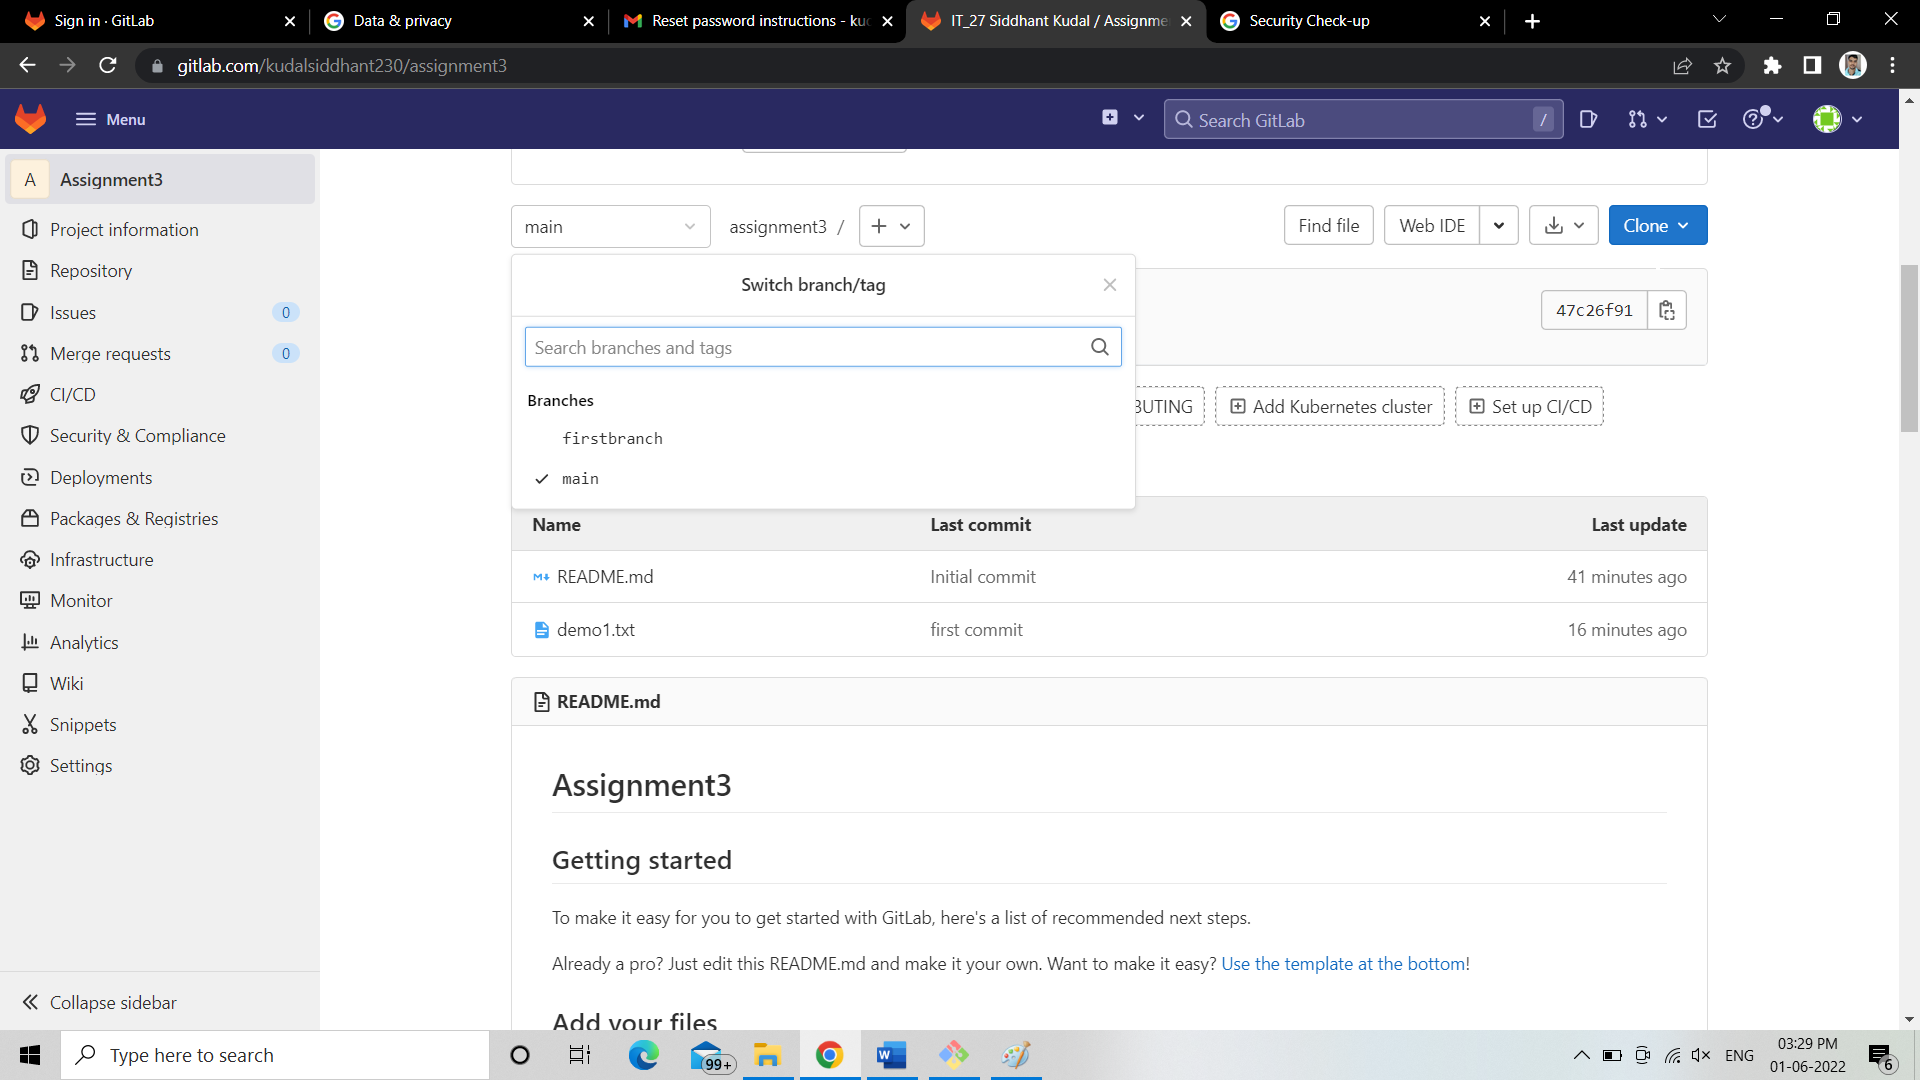 Sign in · GitLab
Data & privacy
Reset password instructions - kud
IT_27 Siddhant Kudal / Assignme
Security Check-up
gitlab.com/kudalsiddhant230/assignment3
Menu
Search GitLab
/
A
Assignment3
Project information
Repository
Issues
0
Merge requests
0
CI/CD
Security & Compliance
Deployments
Packages & Registries
Infrastructure
Monitor
Analytics
Wiki
Snippets
Settings
Collapse sidebar
main
assignment3 /
Find file
Web IDE
Clone
Switch branch/tag
47c26f91
Search branches and tags
Branches
firstbranch
main
BUTING
Add Kubernetes cluster
Set up CI/CD
Name
Last commit
Last update
README.md
Initial commit
41 minutes ago
demo1.txt
first commit
16 minutes ago
README.md
Assignment3
Getting started
To make it easy for you to get started with GitLab, here's a list of recommended next steps.
Already a pro? Just edit this README.md and make it your own. Want to make it easy? Use the template at the bottom!
Add your files
Type here to search
99+
ENG
03:29 PM
01-06-2022
6